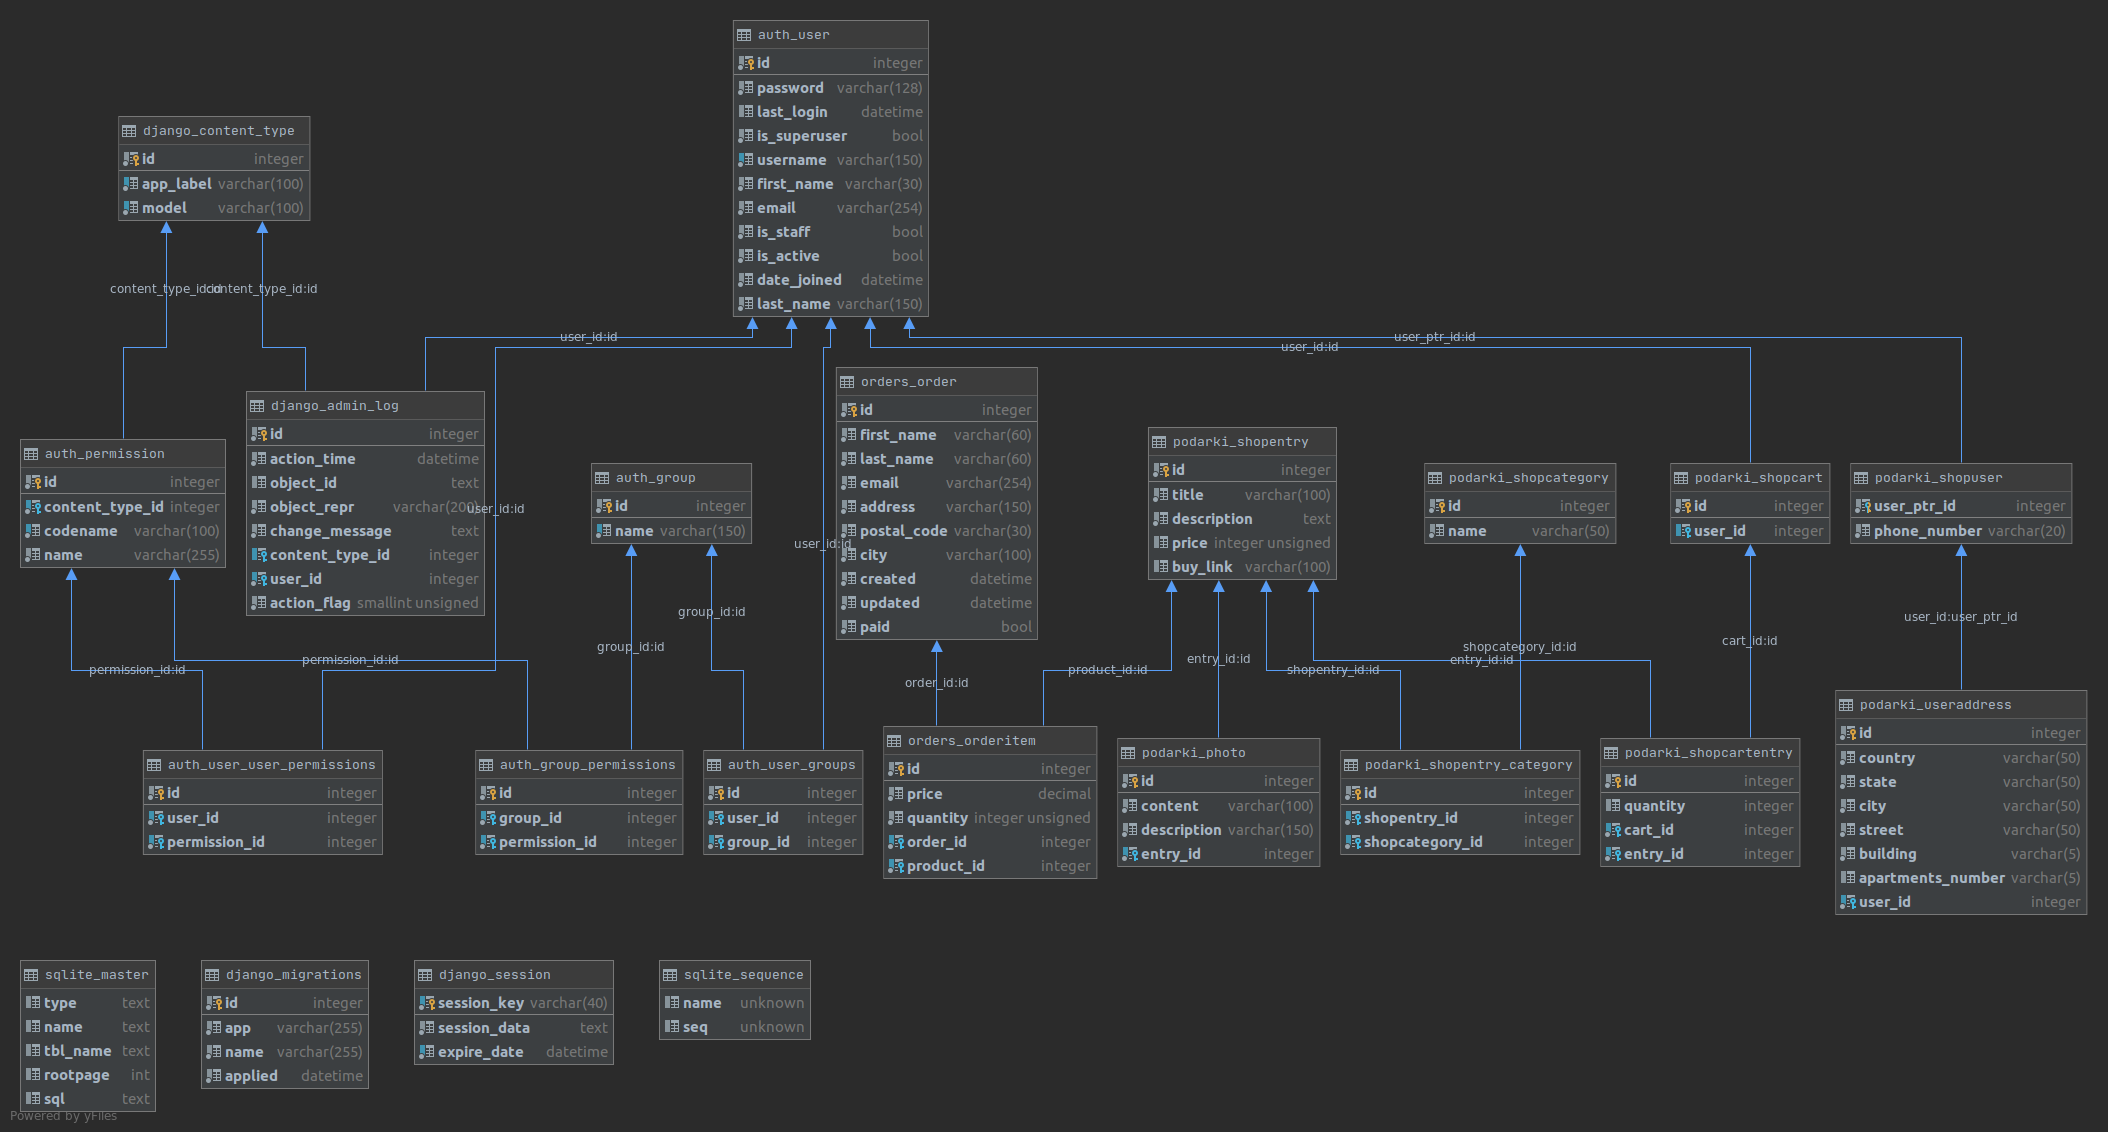 auth_user
id integer
password varchar(128)
last_login datetime
is_superuser bool
username varchar(150)
first_name varchar(30)
email varchar(254)
is_staff bool
is_active bool
date_joined datetime
last_name varchar(150)
django_content_type
id integer
app_label varchar(100)
model varchar(100)
content_type_id:id
content_type_id:id
user_id:id
user_ptr_id:id
user_id:id
django_admin_log
id integer
action_time datetime
object_id text
object_repr varchar(200)
change_message text
content_type_id integer
user_id integer
action_flag smallint unsigned
user_id:id
auth_permission
id integer
content_type_id integer
codename varchar(100)
name varchar(255)
auth_group
id integer
name varchar(150)
user_id:id
orders_order
id integer
first_name varchar(60)
last_name varchar(60)
email varchar(254)
address varchar(150)
postal_code varchar(30)
city varchar(100)
created datetime
updated datetime
paid bool
podarki_shopentry
id integer
title varchar(100)
description text
price integer unsigned
buy_link varchar(100)
podarki_shopcategory
id integer
name varchar(50)
podarki_shopcart
id integer
user_id integer
podarki_shopuser
user_ptr_id integer
phone_number varchar(20)
permission_id:id
permission_id:id
group_id:id
group_id:id
order_id:id
product_id:id
entry_id:id
shopentry_id:id
shopcategory_id:id
entry_id:id
cart_id:id
user_id:user_ptr_id
auth_user_user_permissions
id integer
user_id integer
permission_id integer
auth_group_permissions
id integer
group_id integer
permission_id integer
auth_user_groups
id integer
user_id integer
group_id integer
orders_orderitem
id integer
price decimal
quantity integer unsigned
order_id integer
product_id integer
podarki_photo
id integer
content varchar(100)
description varchar(150)
entry_id integer
podarki_shopentry_category
id integer
shopentry_id integer
shopcategory_id integer
podarki_shopcartentry
id integer
quantity integer
cart_id integer
entry_id integer
podarki_useraddress
id integer
country varchar(50)
state varchar(50)
city varchar(50)
street varchar(50)
building varchar(5)
apartments_number varchar(5)
user_id integer
sqlite_master
type text
name text
tbl_name text
rootpage int
sql text
django_migrations
id integer
app varchar(255)
name varchar(255)
applied datetime
django_session
session_key varchar(40)
session_data text
expire_date datetime
sqlite_sequence
name unknown
seq unknown
Powered by yFiles